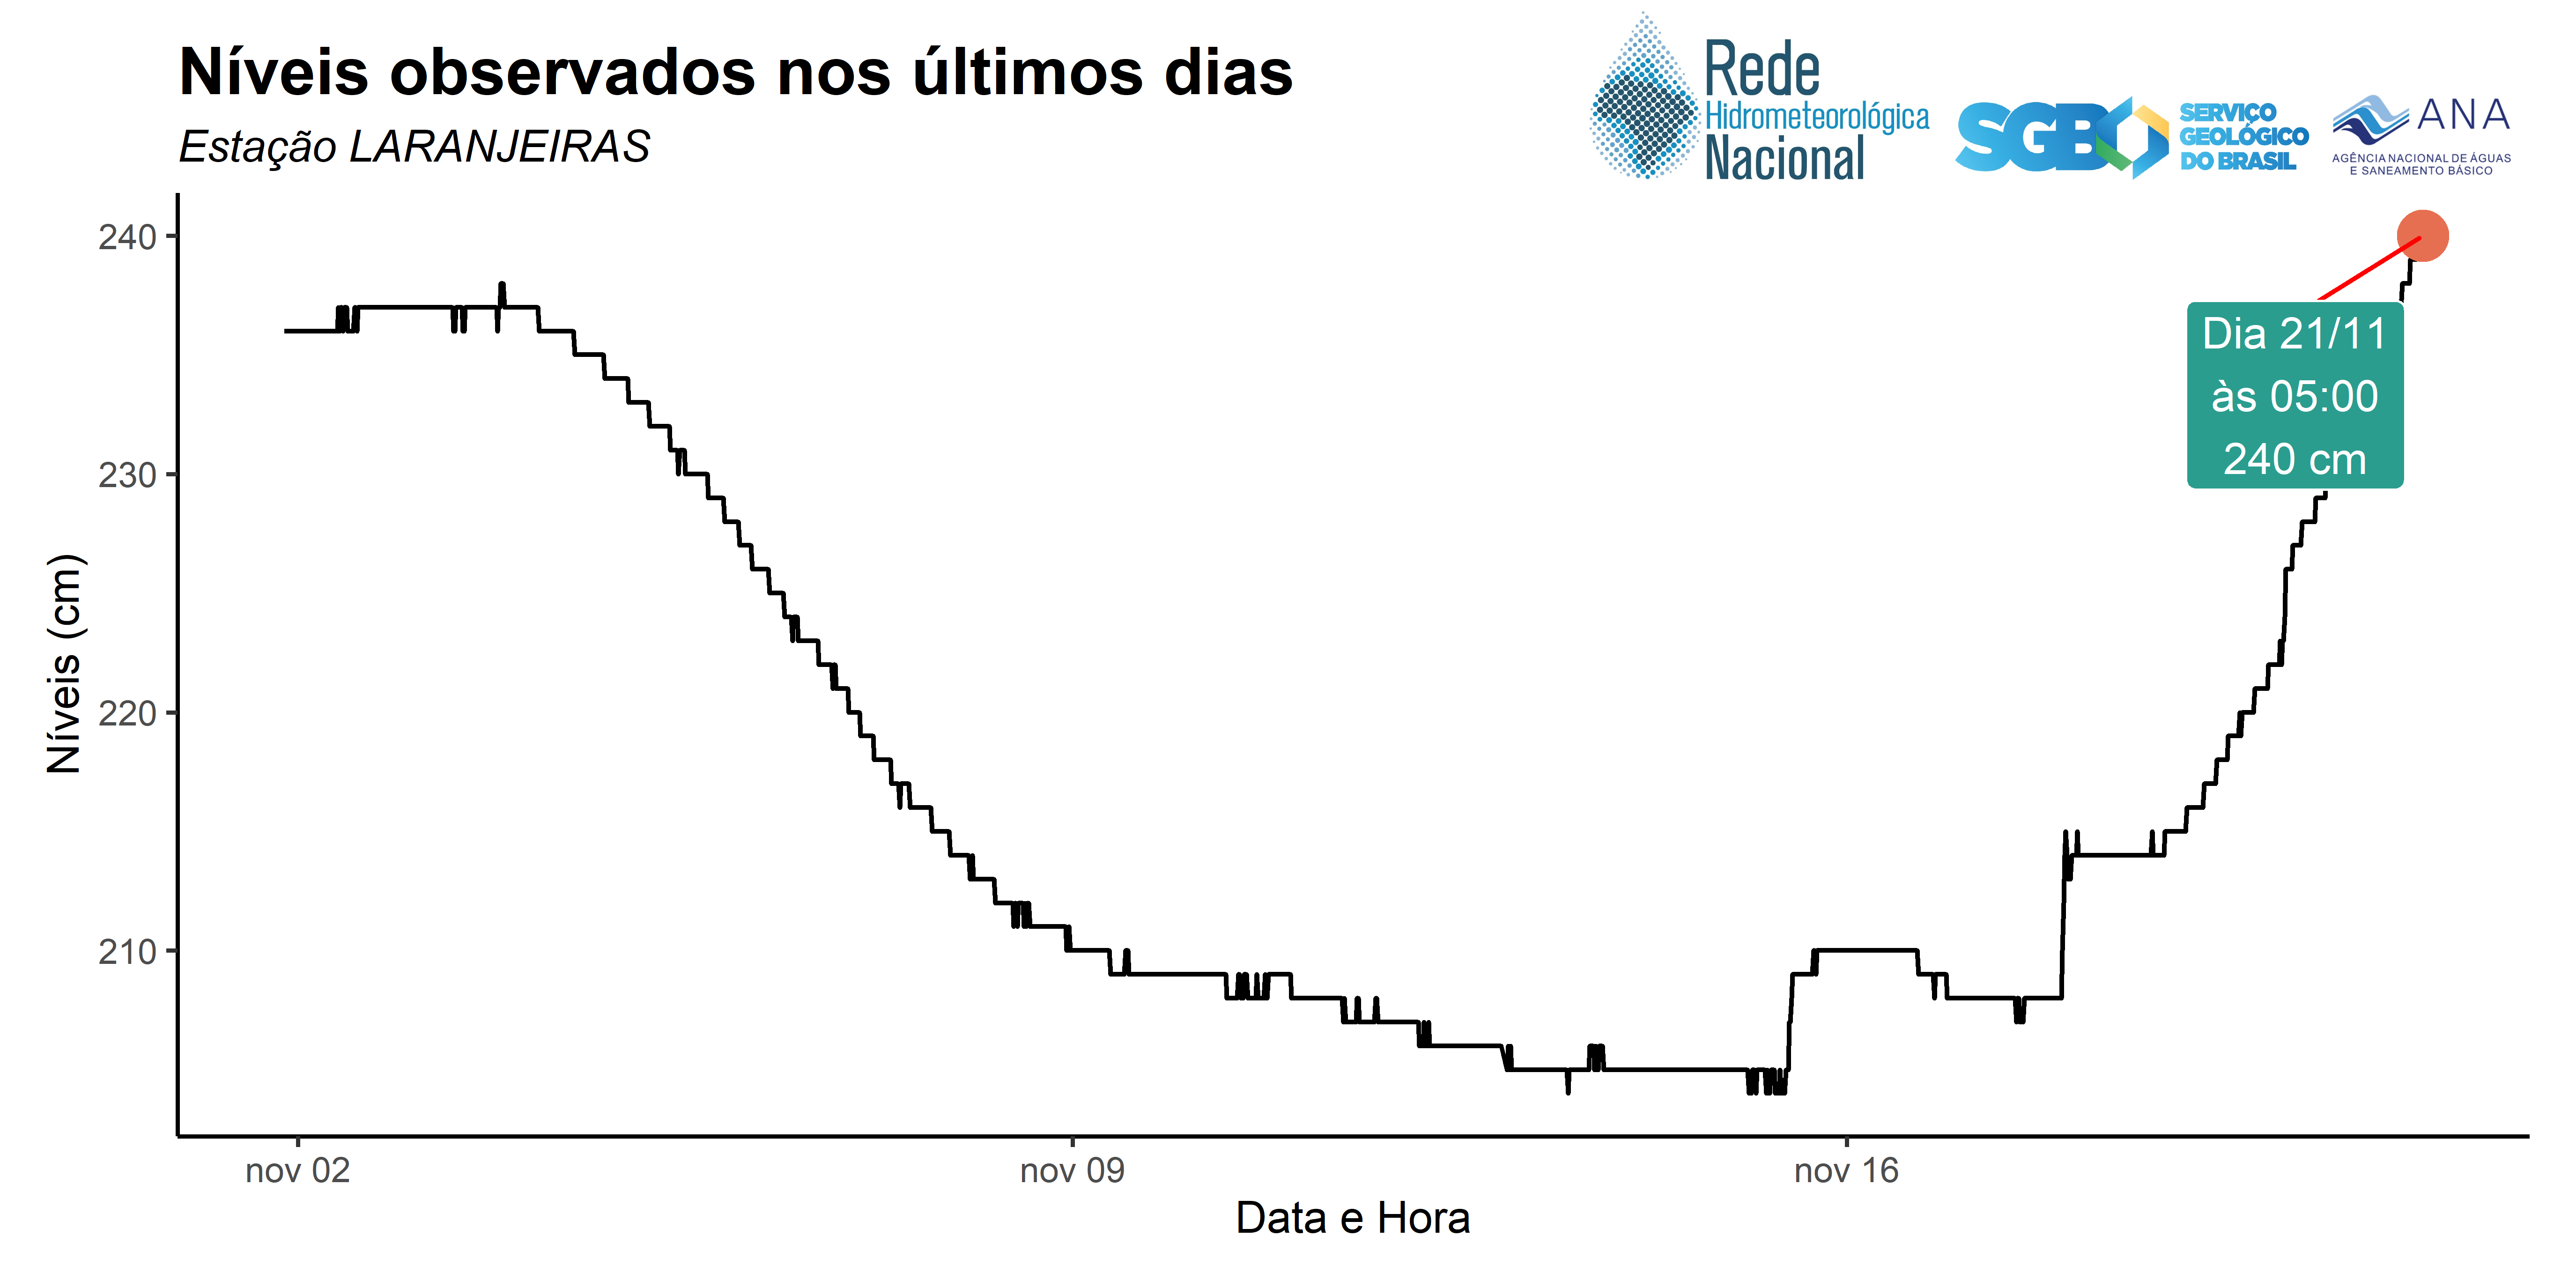 Níveis observados nos últimos dias
Estação LARANJEIRAS
Rede
Hidrometeorológica
Nacional
SGB
SERVIÇO
GEOLÓGICO
DO BRASIL
ANA
AGÊNCIA NACIONAL DE ÁGUAS
E SANEAMENTO BÁSICO
240
230
220
210
Níveis (cm)
Dia 21/11
às 05:00
240 cm
nov 02
nov 09
nov 16
Data e Hora